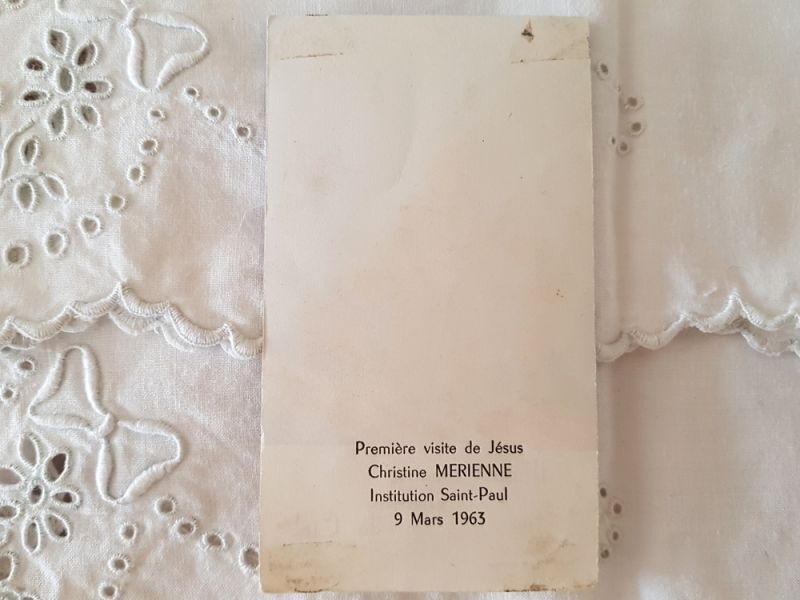 Première visite de Jésus
Christine MERIENNE
Institution Saint-Paul
9 Mars 1963